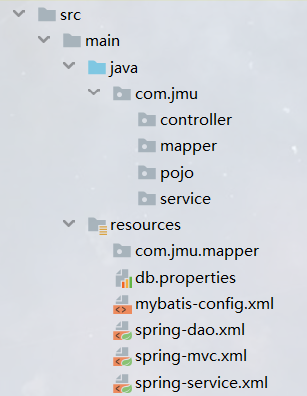 src
main
java
com.jmu
controller
mapper
pojo
service
resources
com.jmu.mapper
db.properties
mybatis-config.xml
spring-dao.xml
spring-mvc.xml
spring-service.xml